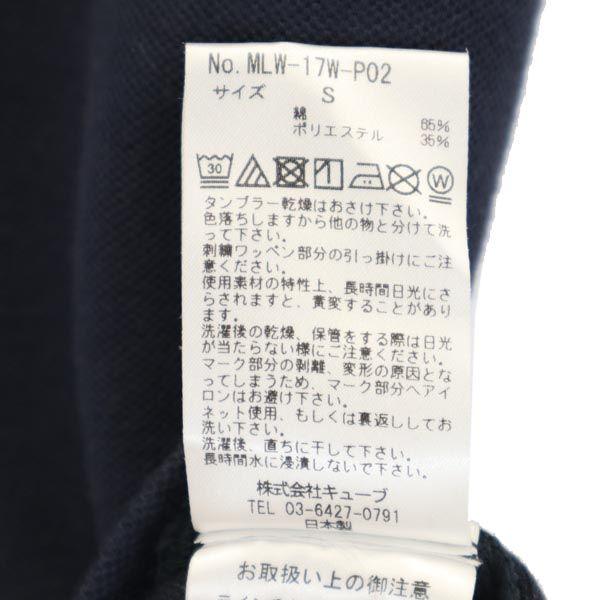 No. MLW-17W-P02
サイズ S
綿 65%
ポリエステル 35%
30 W
タンブラー乾燥はおさけ下さい。
色落ちしますから他の物と分けて洗
って下さい。
刺繍ワッペン部分の引っ掛けにご注
意ください。
使用素材の特性上、長時間日光にさ
らされますと、黄変することがあり
ます。
洗濯後の乾燥、保管をする際は日光
が当たらない様にご注意ください。
マーク部分の剥離、変形の原因とな
ってしまうため、マーク部分へアイ
ロンはお避け下さい。
ネット使用、もしくは裏返ししてお
洗い下さい。
洗濯後、直ちに干して下さい。
長時間水に浸漬しないで下さい。
株式会社キューブ
TEL 03-6427-0791
日本製
お取扱い上の御注意